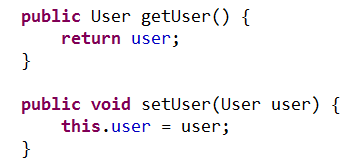 public User getUser() {
    return user;
}

public void setUser(User user) {
    this.user = user;
}